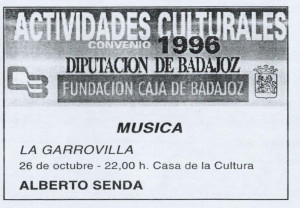 ACTIVIDADES CULTURALES
CONVENIO 1996
DIPUTACION DE BADAJOZ
FUNDACIÓN CAJA DE BADAJOZ
MUSICA
LA GARROVILLA
26 de octubre - 22,00 h. Casa de la Cultura
ALBERTO SENDA